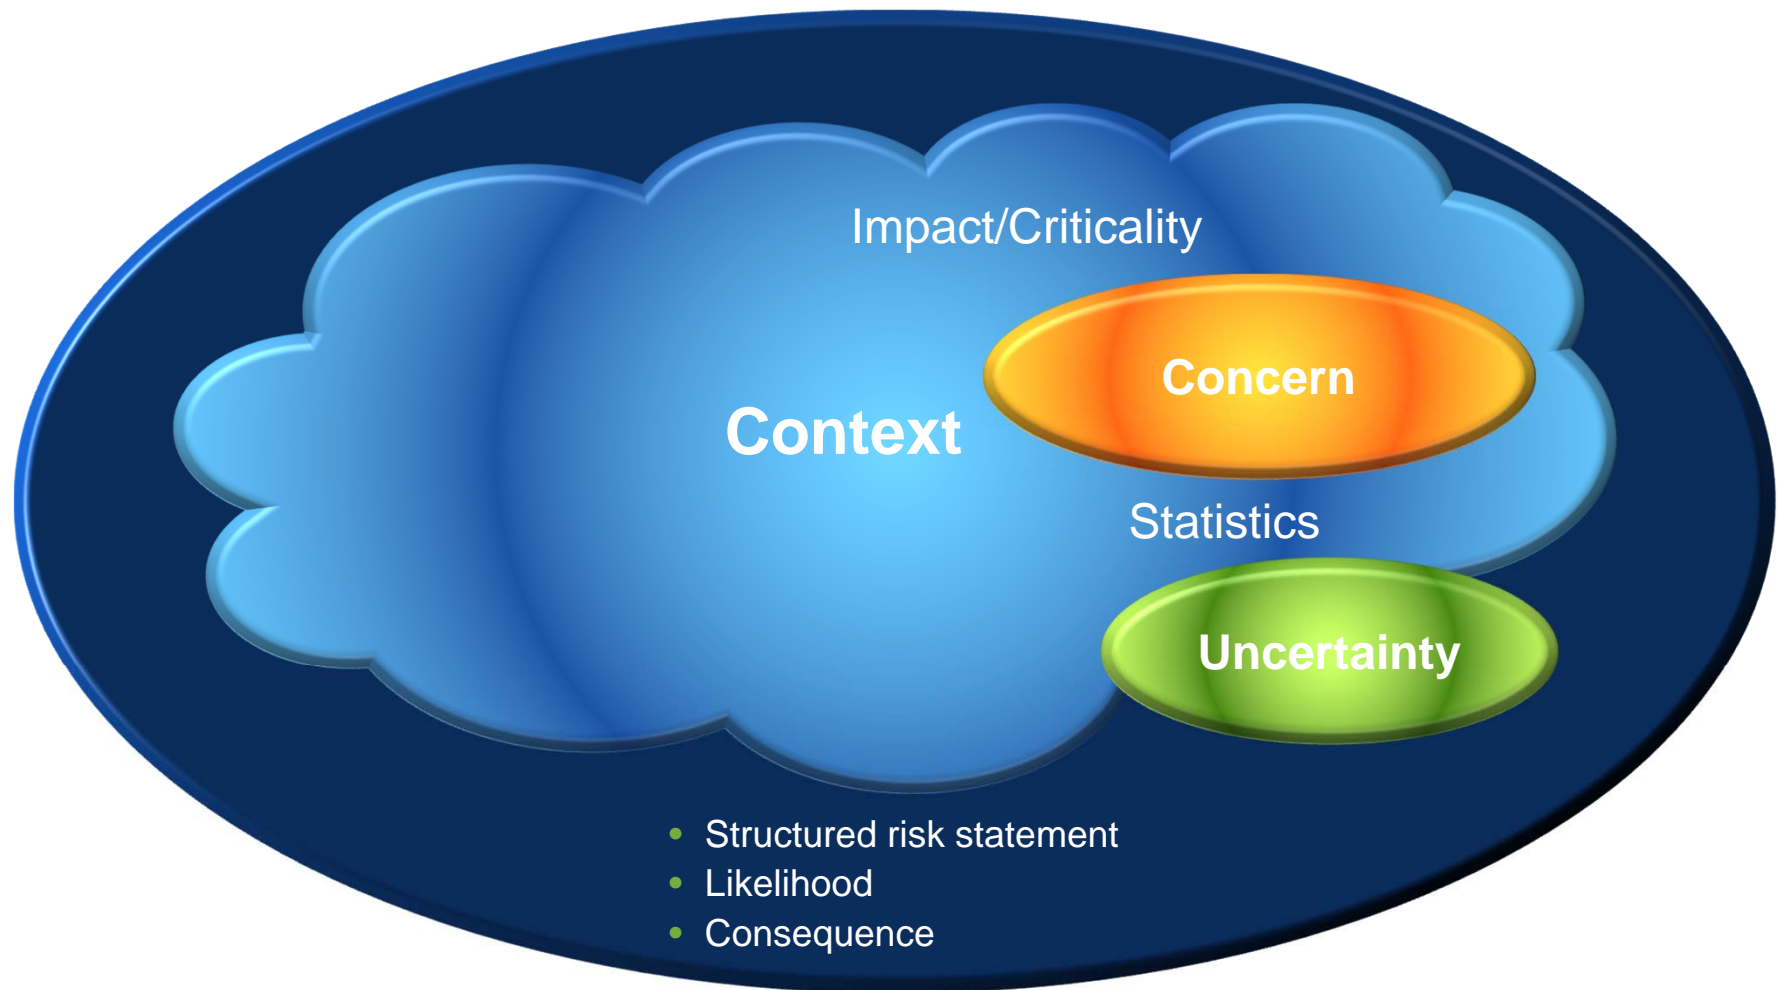 Impact/Criticality
Concern
Context
Statistics
Uncertainty
• Structured risk statement
• Likelihood
• Consequence